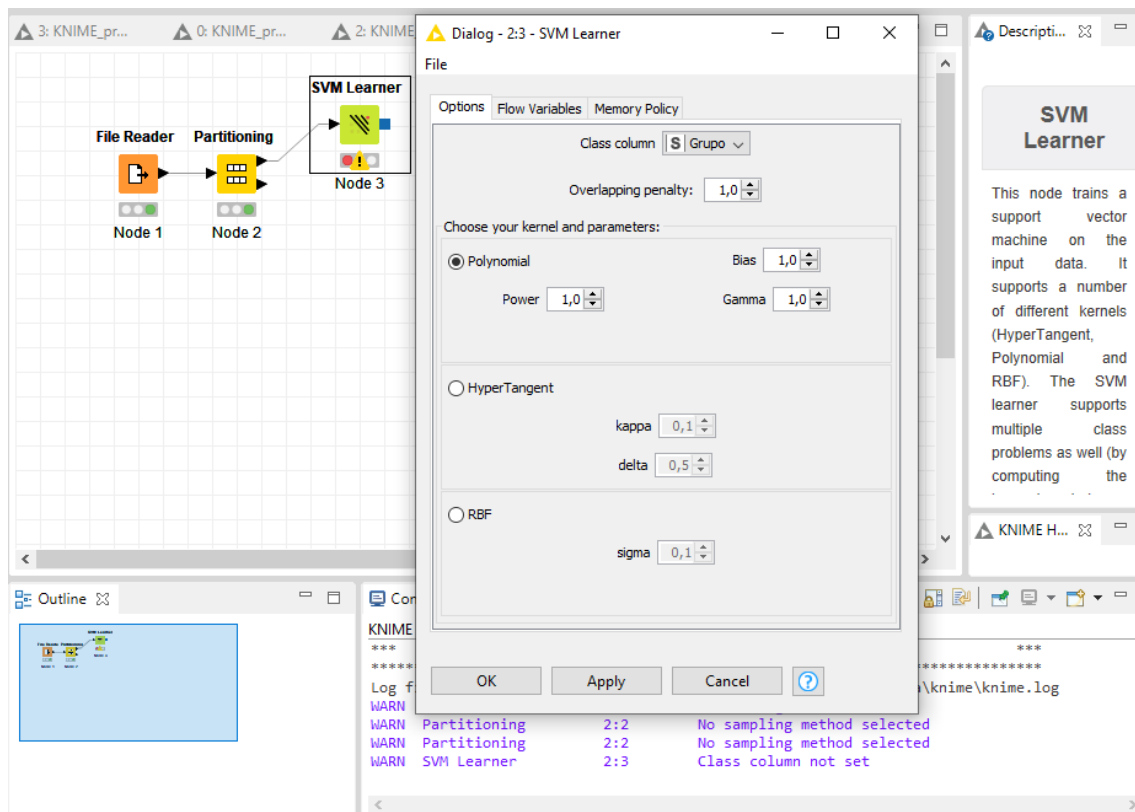 3: KNIME_pr...
0: KNIME_pr...
2: KNIME
Dialog - 2:3 - SVM Learner
File
Options
Flow Variables
Memory Policy
Class column S Grupo
Overlapping penalty: 1,0
Choose your kernel and parameters:
Polynomial
Bias 1,0
Power 1,0
Gamma 1,0
HyperTangent
kappa 0,1
delta 0,5
RBF
sigma 0,1
OK
Apply
Cancel
?
SVM Learner
File Reader
Partitioning
Node 3
Node 1
Node 2
Descripti...
SVM
Learner
This node trains a
support vector
machine on the
input data. It
supports a number
of different kernels
(HyperTangent,
Polynomial and
RBF). The SVM
learner supports
multiple class
problems as well (by
computing the
KNIME H...
Outline
Con
KNIME
*** ***
Log f \knime\knime.log
WARN
WARN Partitioning 2:2 No sampling method selected
WARN Partitioning 2:2 No sampling method selected
WARN SVM Learner 2:3 Class column not set